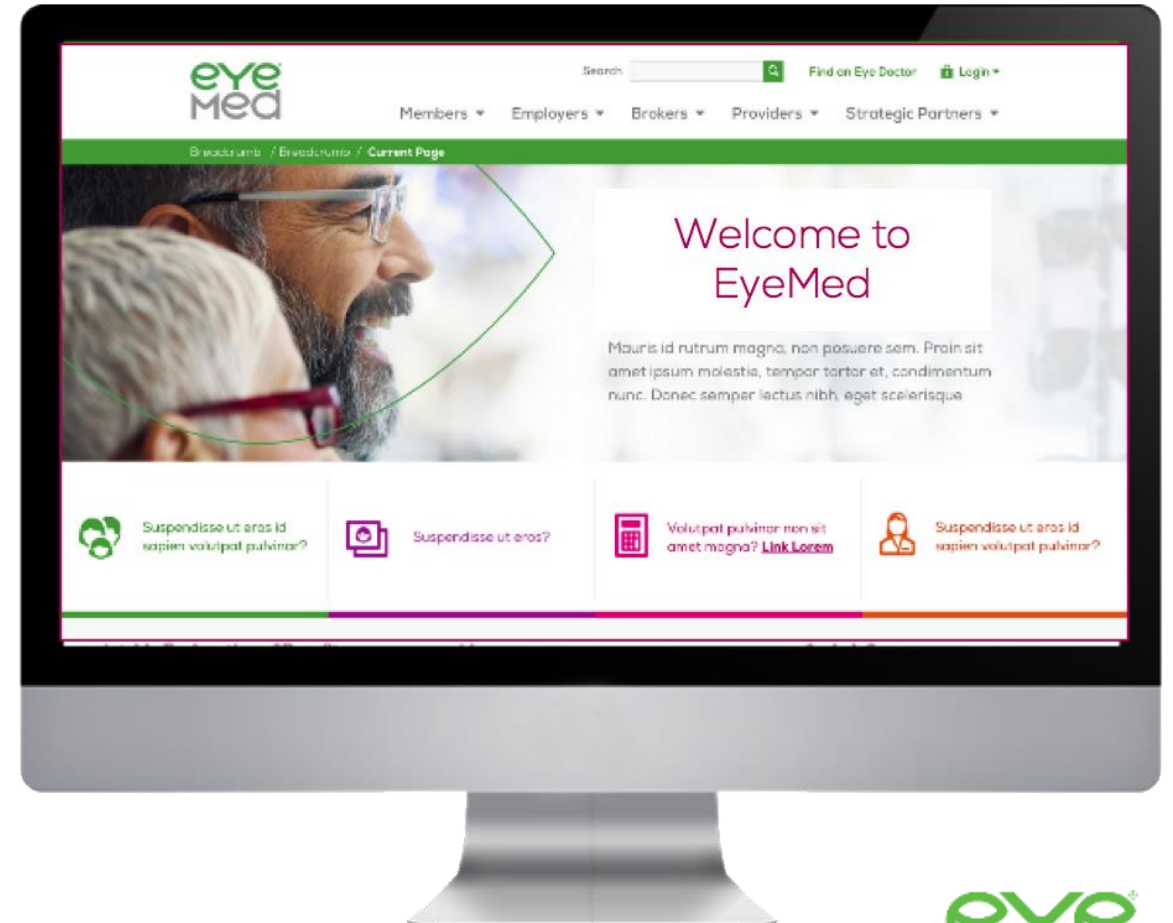 eye
med
Search
Find an Eye Doctor
Login
Members
Employers
Brokers
Providers
Strategic Partners
Breadcrumb / Breadcrumb / Current Page
Welcome to
EyeMed
Mauris id rutrum magna, non posuere sem. Proin sit
amet ipsum molestie, tempor tortor et, condimentum
nunc. Donec semper lectus nibh, eget scelerisque
Suspendisse ut eros id
sapien volutpat pulvinar?
Suspendisse ut eros?
Volutpat pulvinar non sit
amet magna? Link Lorem
Suspendisse ut eros id
sapien volutpat pulvinar?
eye